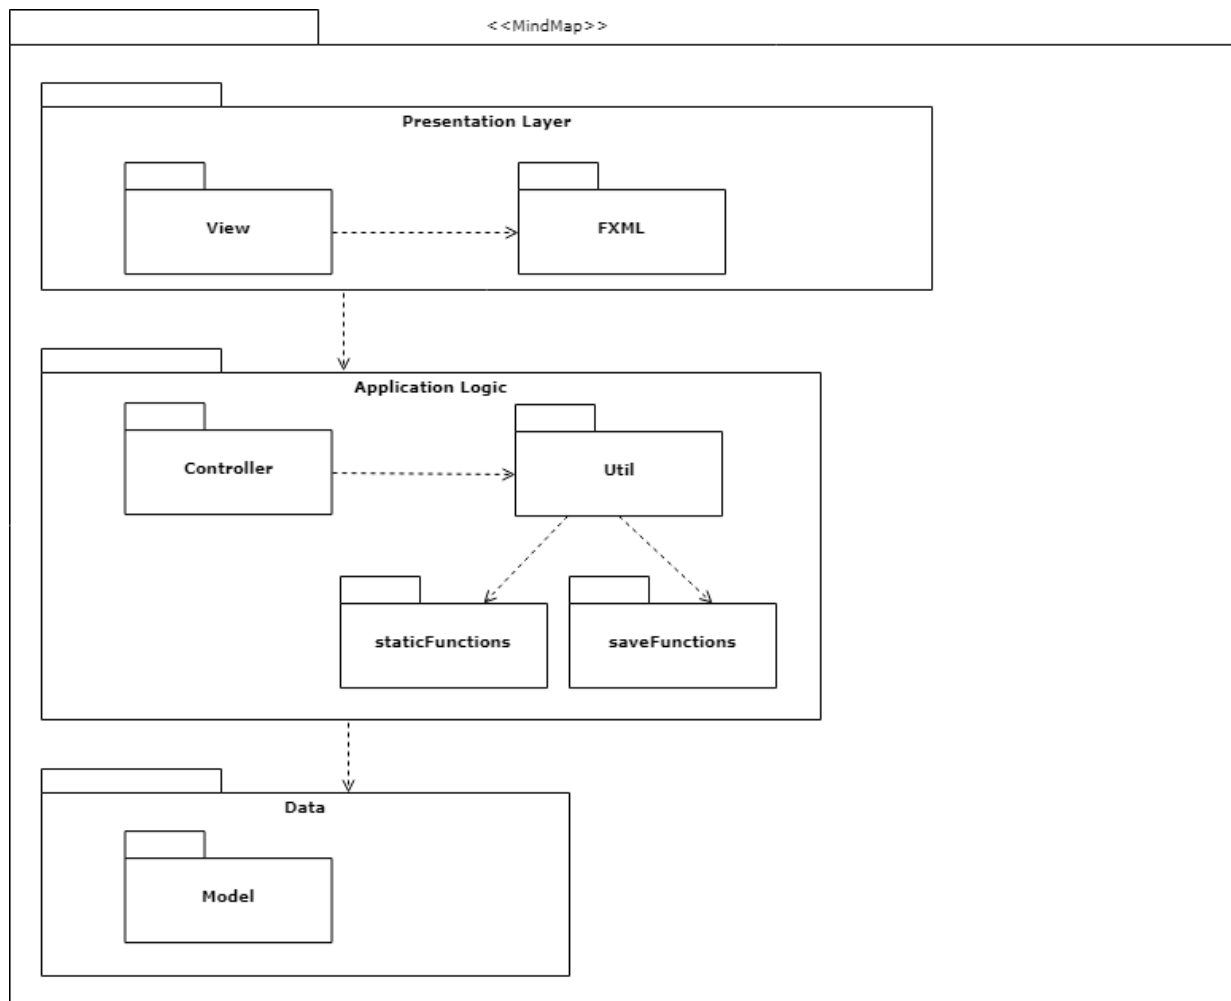 <<MindMap>>
Presentation Layer
View
FXML
Application Logic
Controller
Util
staticFunctions
saveFunctions
Data
Model